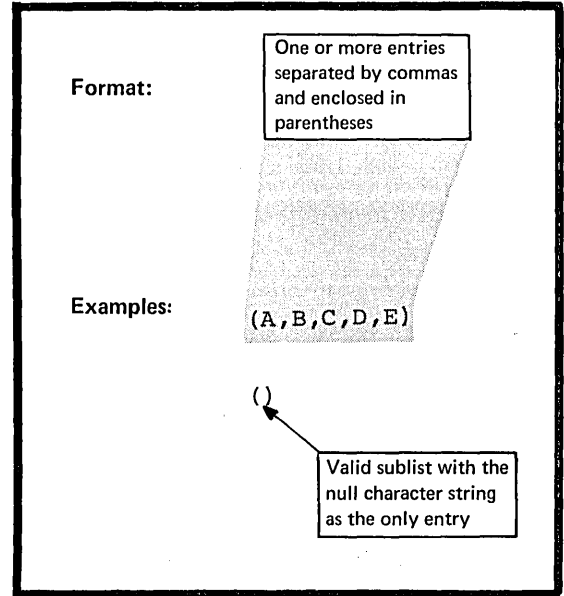 One or more entries
separated by commas
and enclosed in
parentheses
Format:
Examples:
(A,B,C,D,E)
()
Valid sublist with the
null character string
as the only entry